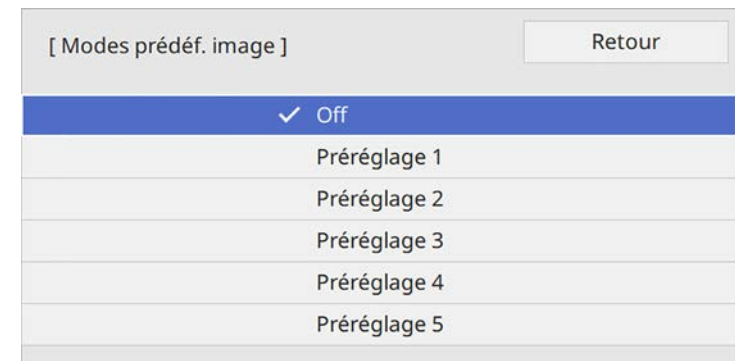 [ Modes prédéf. image ]
Retour
Off
Préréglage 1
Préréglage 2
Préréglage 3
Préréglage 4
Préréglage 5